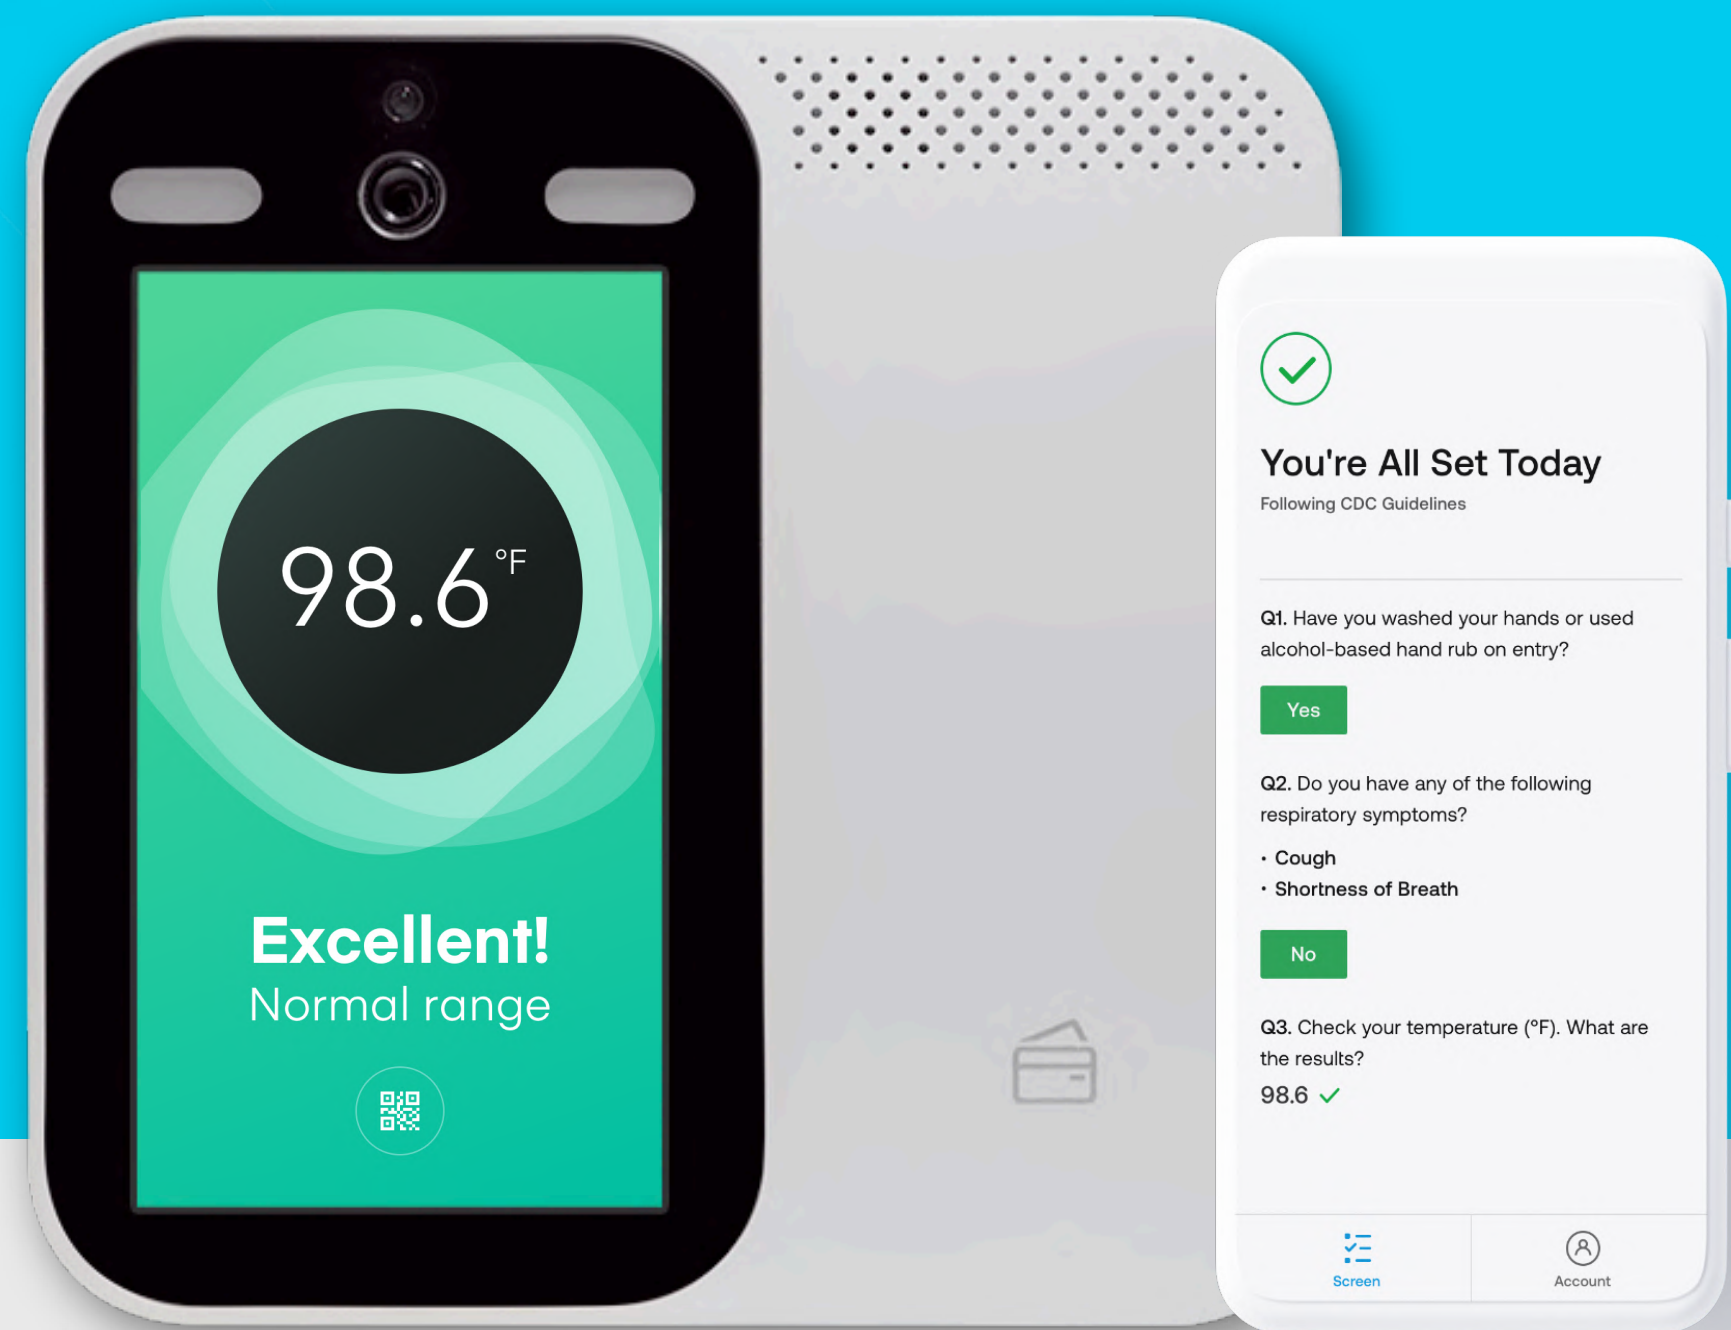 98.6 °F
Excellent!
Normal range
You're All Set Today
Following CDC Guidelines
Q1. Have you washed your hands or used
alcohol-based hand rub on entry?
Yes
Q2. Do you have any of the following
respiratory symptoms?
• Cough
• Shortness of Breath
No
Q3. Check your temperature (°F). What are
the results?
98.6
Screen
Account